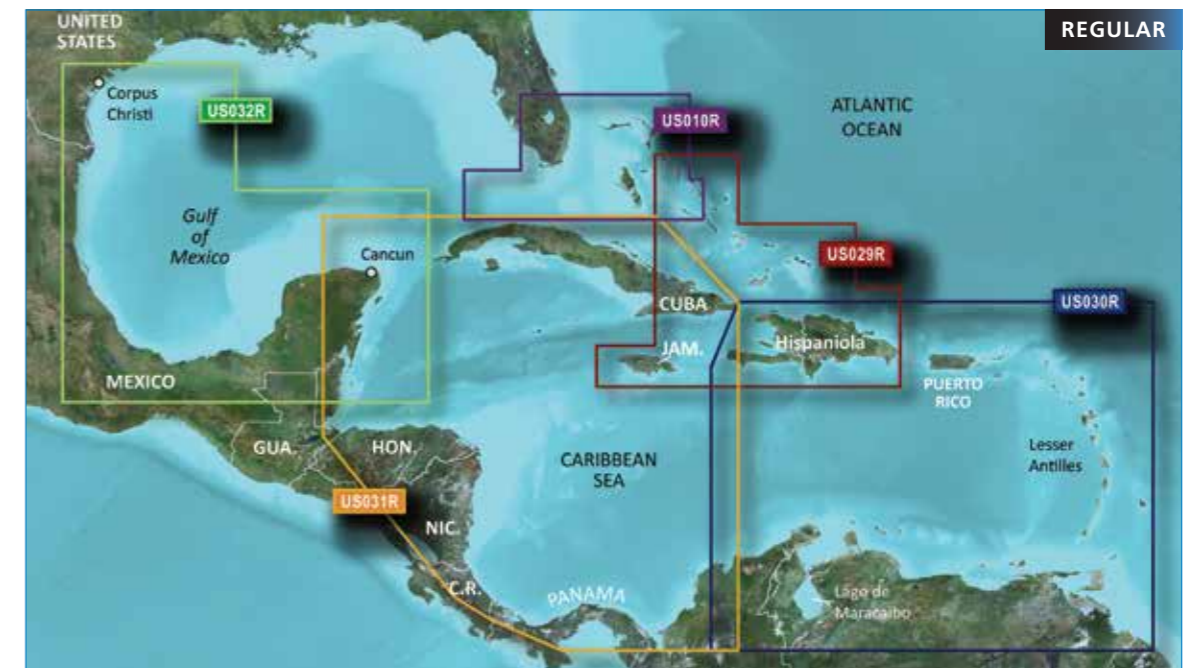 UNITED
STATES
REGULAR
Corpus
Christi
US032R
US010R
ATLANTIC
OCEAN
Gulf
of
Mexico
Cancun
US029R
CUBA
US030R
JAM.
Hispaniola
MEXICO
PUERTO
RICO
GUA.
HON.
CARIBBEAN
SEA
Lesser
Antilles
US031R
NIC.
C.R.
PANAMA
Lago de
Maracaibo